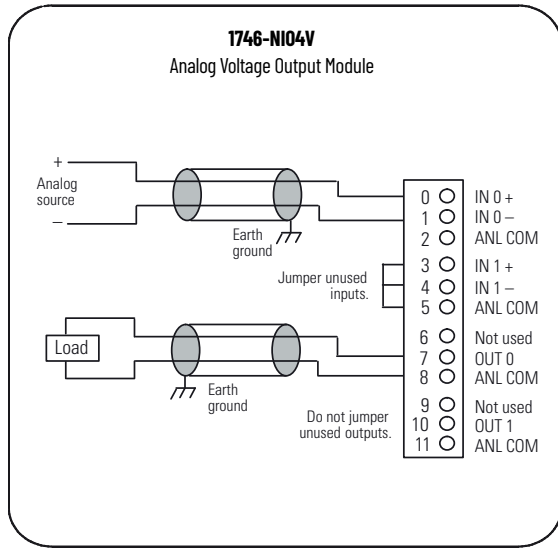 1746-NIO4V
Analog Voltage Output Module
+
Analog
source
–
Earth
ground
Jumper unused
inputs.
0 IN 0 +
1 IN 0 –
2 ANL COM
3 IN 1 +
4 IN 1 –
5 ANL COM
6 Not used
7 OUT 0
8 ANL COM
9 Not used
10 OUT 1
11 ANL COM
Load
Earth
ground
Do not jumper
unused outputs.